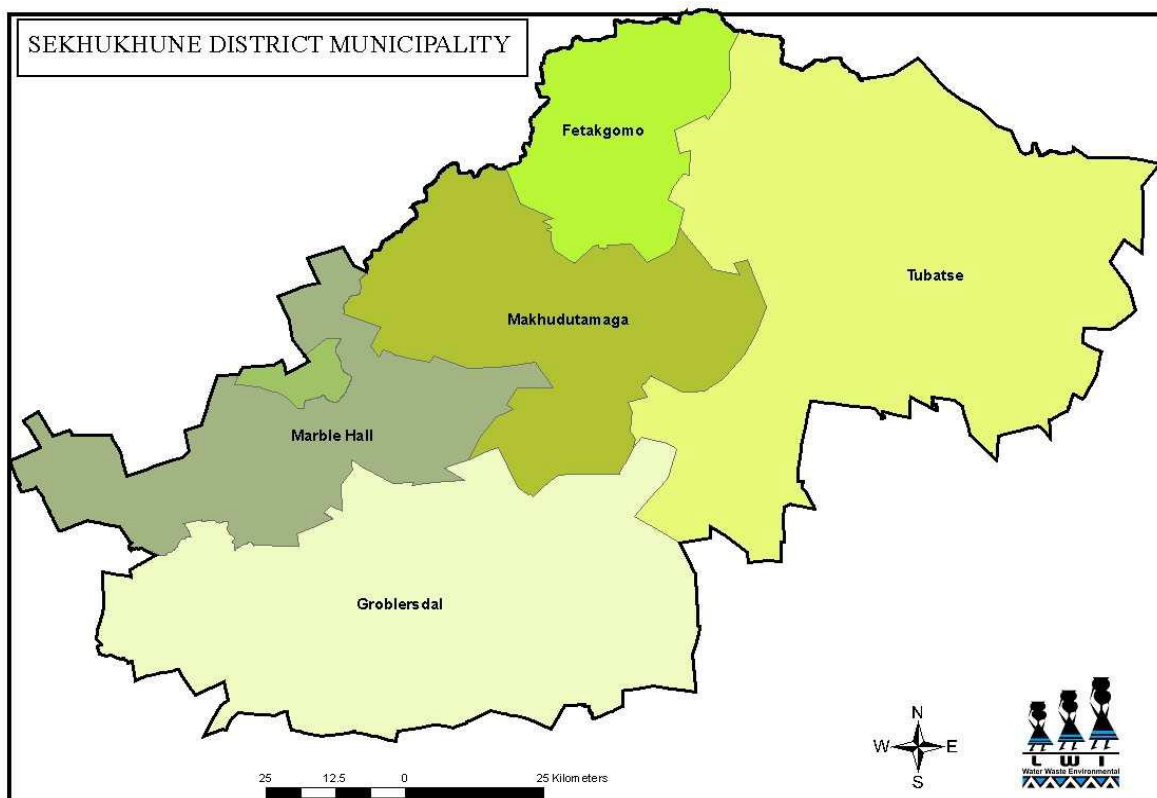 SEKHUKHUNE DISTRICT MUNICIPALITY
Fetakgomo
Tubatse
Makhudutamaga
Marble Hall
Groblersdal
N
W E
S
25 12.5 0 25 Kilometers
L W I
Water Waste Environmental